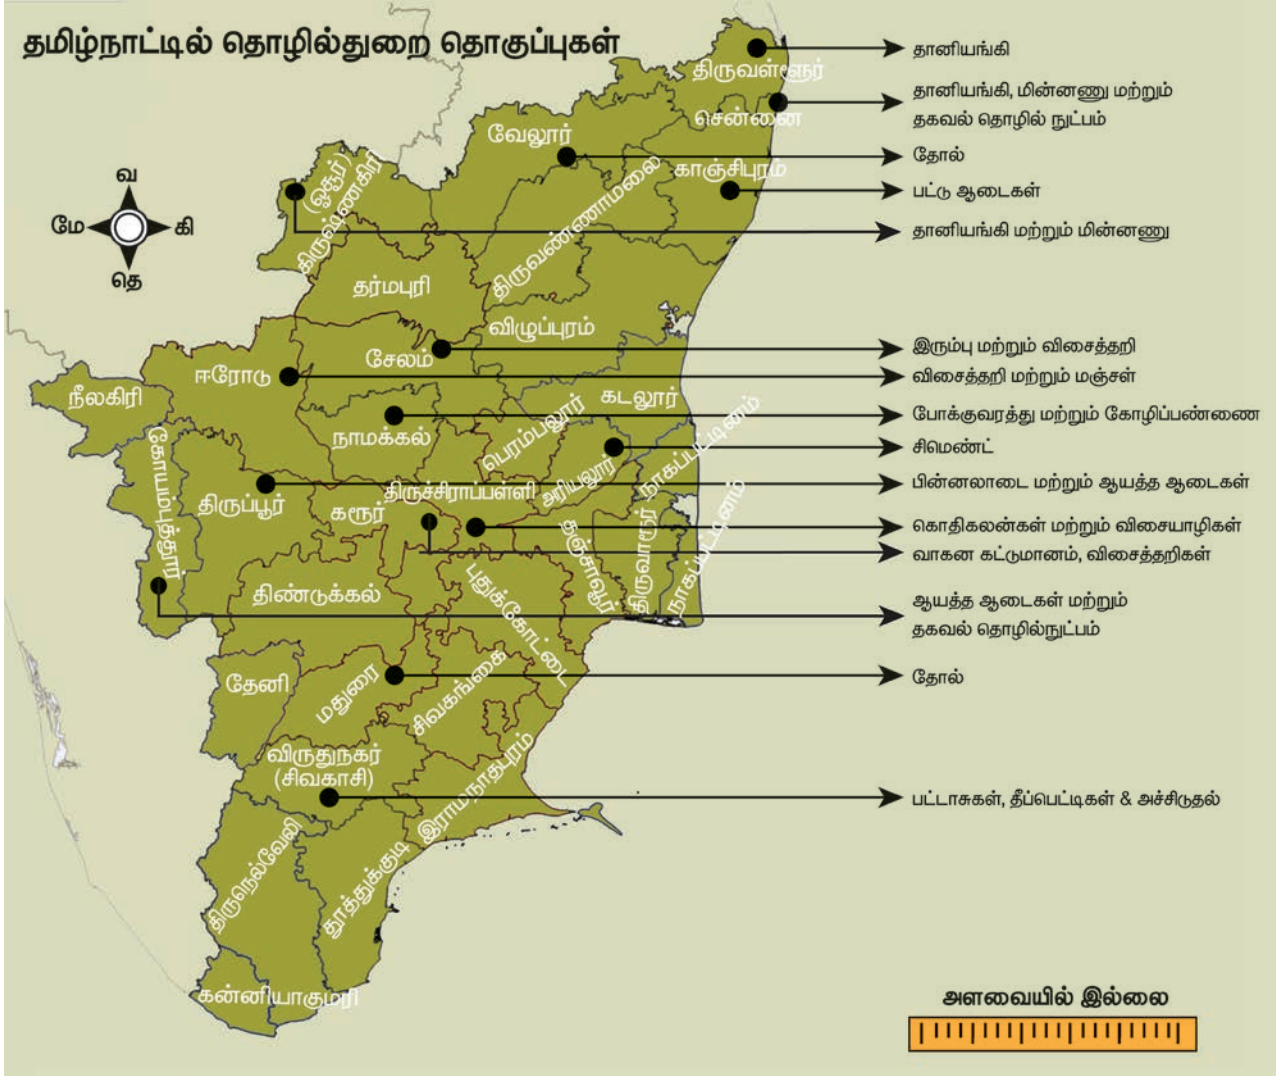 தமிழ்நாட்டில் தொழில்துறை தொகுப்புகள்
வ
மே
கி
தெ
தானியங்கி
தானியங்கி, மின்னணு மற்றும்
தகவல் தொழில் நுட்பம்
தோல்
பட்டு ஆடைகள்
தானியங்கி மற்றும் மின்னணு
இரும்பு மற்றும் விசைத்தறி
விசைத்தறி மற்றும் மஞ்சள்
போக்குவரத்து மற்றும் கோழிப்பண்ணை
சிமெண்ட்
பின்னலாடை மற்றும் ஆயத்த ஆடைகள்
கொதிகலன்கள் மற்றும் விசையாழிகள்
வாகன கட்டுமானம், விசைத்தறிகள்
ஆயத்த ஆடைகள் மற்றும்
தகவல் தொழில்நுட்பம்
தோல்
பட்டாசுகள், தீப்பெட்டிகள் & அச்சிடுதல்
திருவள்ளூர்
சென்னை
வேலூர்
காஞ்சிபுரம்
(ஓசூர்)
கிருஷ்ணகிரி
திருவண்ணாமலை
தர்மபுரி
விழுப்புரம்
சேலம்
ஈரோடு
நீலகிரி
கடலூர்
நாமக்கல்
பெரம்பலூர்
நாகப்பட்டினம்
கோயம்புத்தூர்
திருப்பூர்
கரூர்
திருச்சிராப்பள்ளி
அரியலூர்
தஞ்சாவூர்
திருவாரூர்
நாகப்பட்டினம்
திண்டுக்கல்
புதுக்கோட்டை
தேனி
மதுரை
சிவகங்கை
விருதுநகர்
(சிவகாசி)
இராமநாதபுரம்
திருநெல்வேலி
தூத்துக்குடி
கன்னியாகுமரி
அளவையில் இல்லை